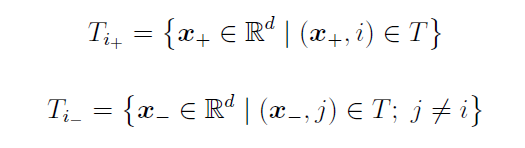 T_{i_+} = {x_+ ∈ ℝ^d | (x_+, i) ∈ T}
T_{i_-} = {x_- ∈ ℝ^d | (x_-, j) ∈ T; j ≠ i}